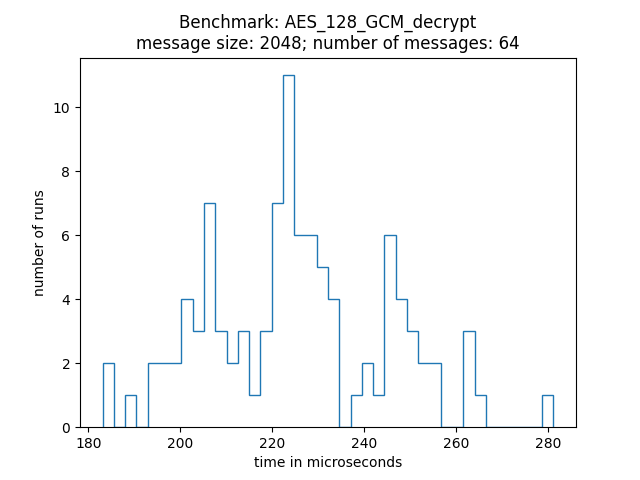 Benchmark: AES_128_GCM_decrypt
message size: 2048; number of messages: 64
10
8
6
4
2
0
number of runs
180 200 220 240 260 280
time in microseconds